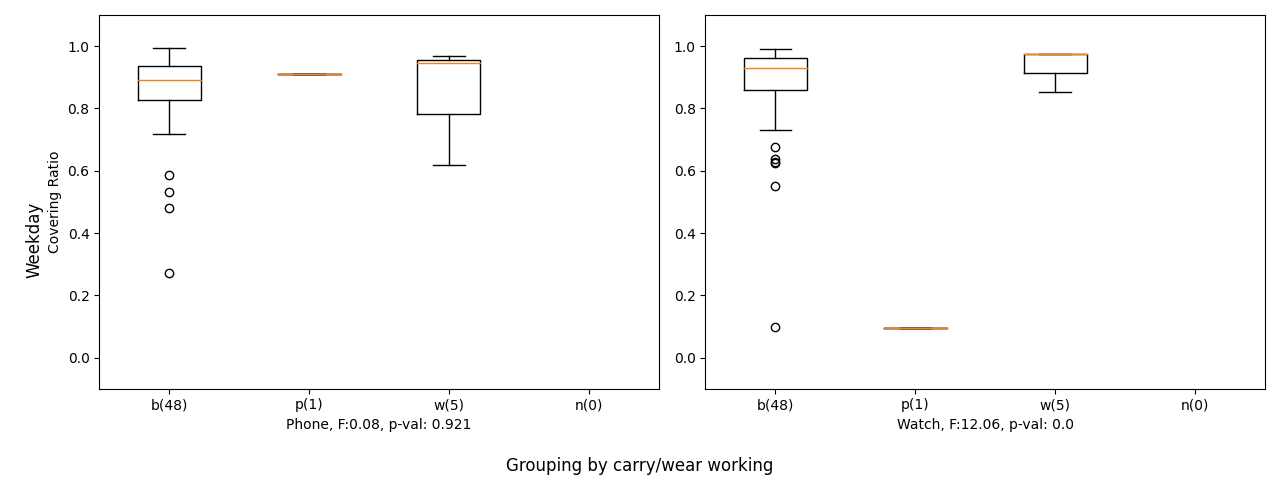 Weekday
Covering Ratio
1.0
0.8
0.6
0.4
0.2
0.0
b(48) p(1) w(5) n(0)
Phone, F:0.08, p-val: 0.921
1.0
0.8
0.6
0.4
0.2
0.0
b(48) p(1) w(5) n(0)
Watch, F:12.06, p-val: 0.0
Grouping by carry/wear working